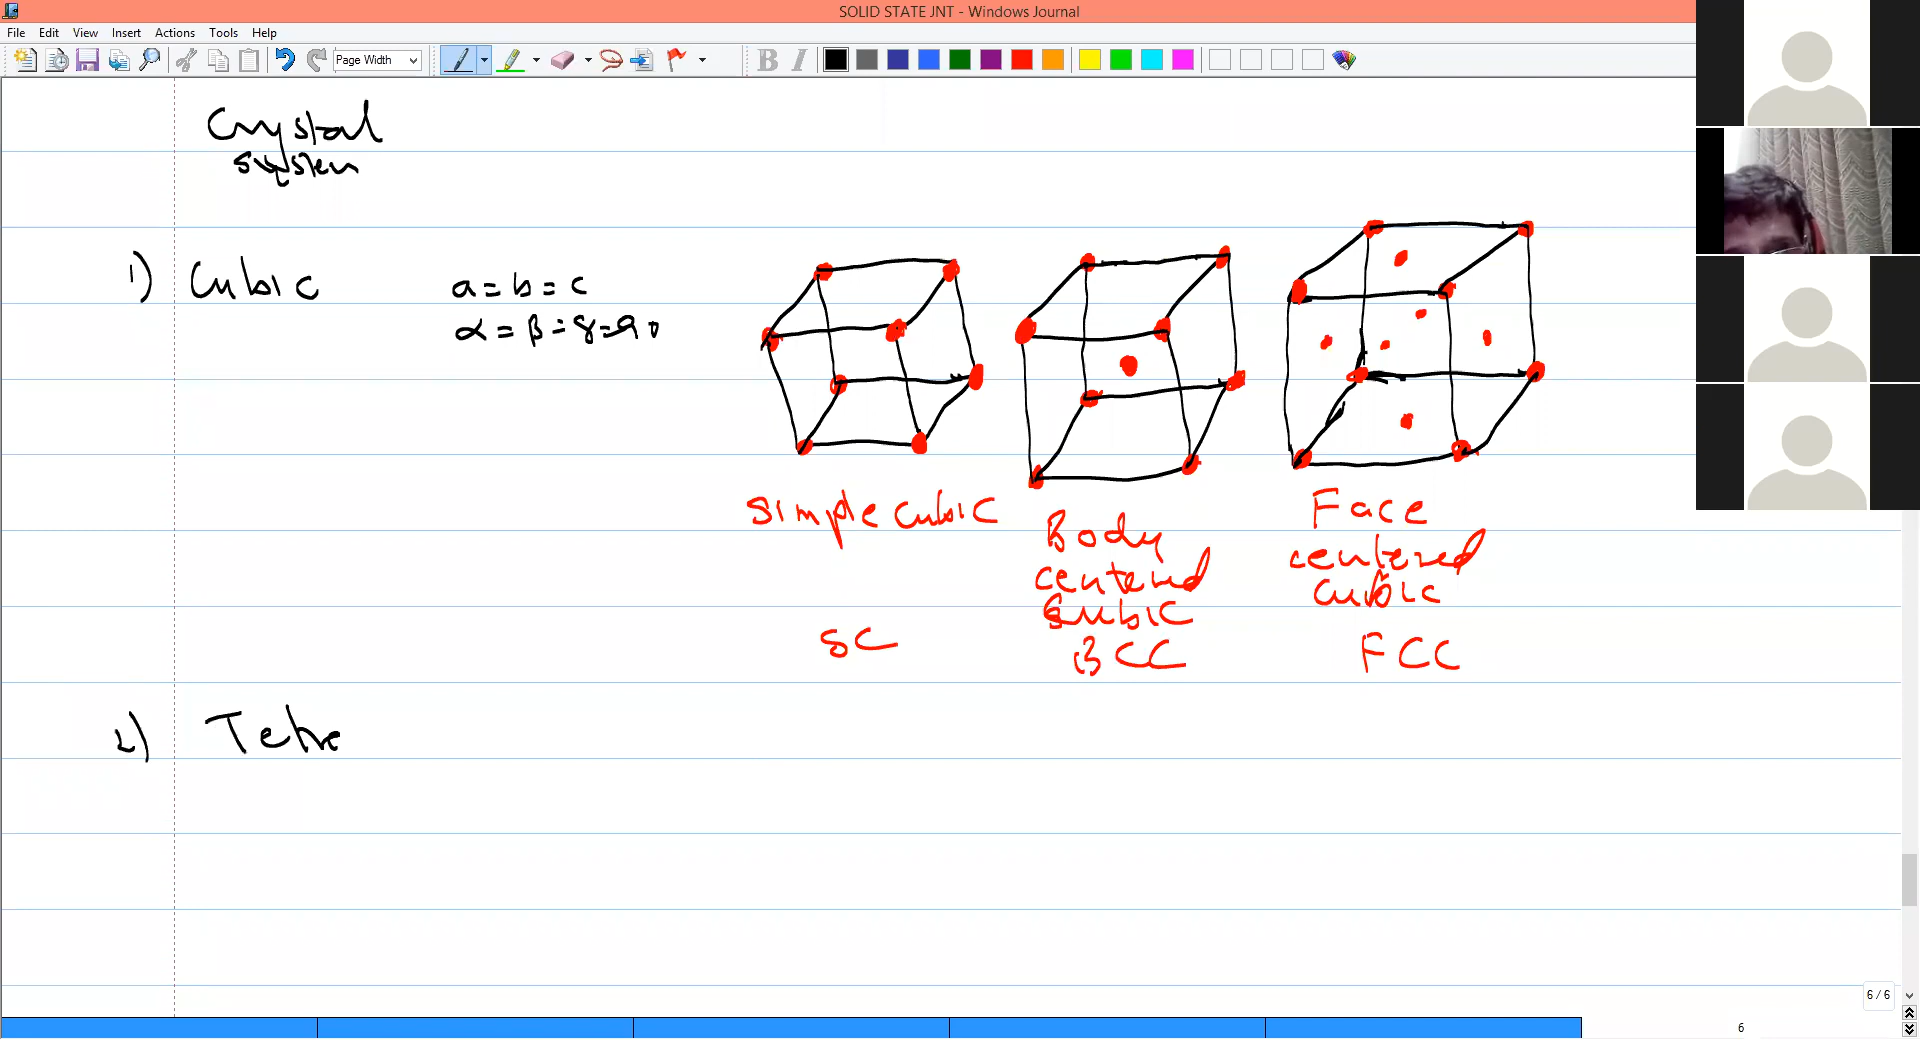 SOLID STATE JNT - Windows Journal
File Edit View Insert Actions Tools Help
Page Width
B I
Crystal
system
1) Cubic
a = b = c
α = β = γ = 90
simple cubic
Body
centered
cubic
Face
centered
cubic
SC
BCC
FCC
2) Tetra
6 / 6
6